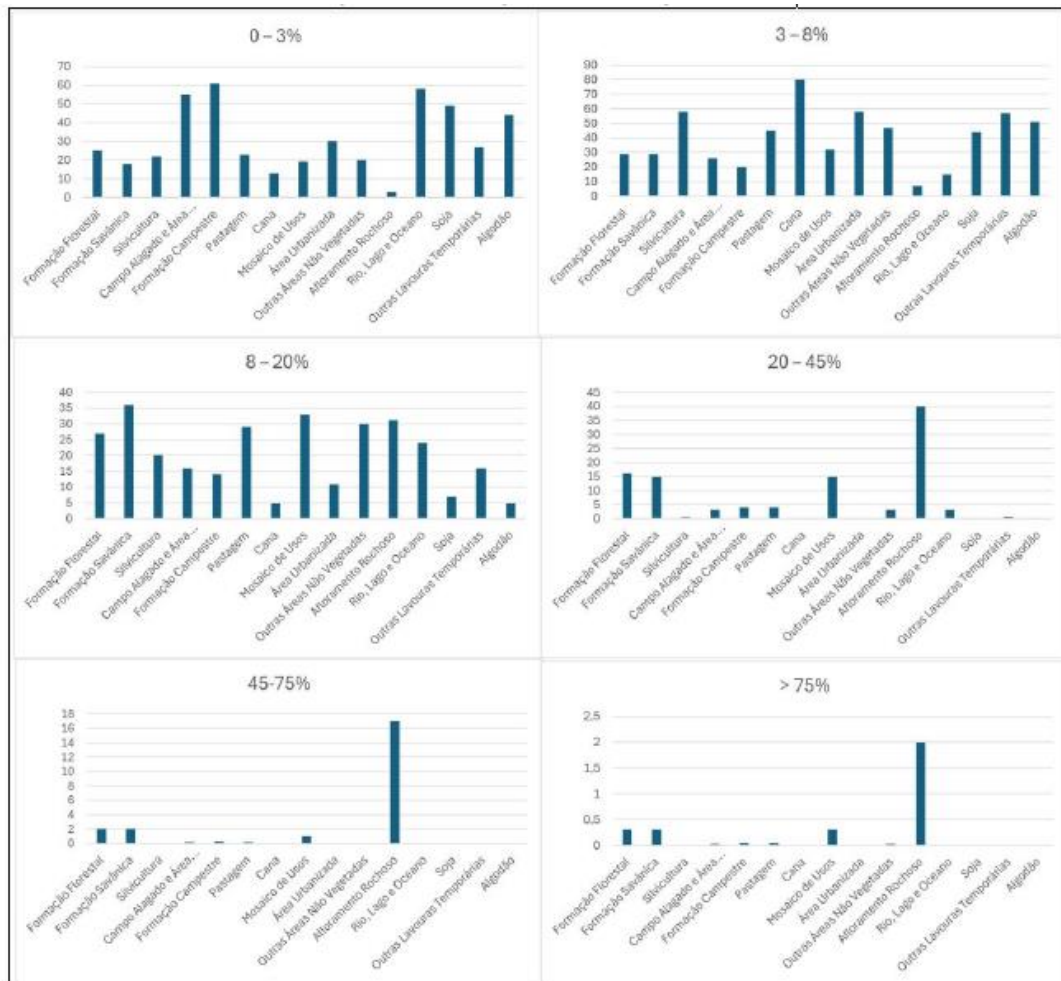 0 – 3%
70
60
50
40
30
20
10
0
Formação Florestal
Formação Savânica
Silvicultura
Campo Alagado e Área...
Formação Campestre
Pastagem
Cana
Mosaico de Usos
Área Urbanizada
Outras Áreas Não Vegetadas
Afloramento Rochoso
Rio, Lago e Oceano
Soja
Outras Lavouras Temporárias
Algodão
3 – 8%
90
80
70
60
50
40
30
20
10
0
Formação Florestal
Formação Savânica
Silvicultura
Campo Alagado e Área...
Formação Campestre
Pastagem
Cana
Mosaico de Usos
Área Urbanizada
Outras Áreas Não Vegetadas
Afloramento Rochoso
Rio, Lago e Oceano
Soja
Outras Lavouras Temporárias
Algodão
8 – 20%
40
35
30
25
20
15
10
5
0
Formação Florestal
Formação Savânica
Silvicultura
Campo Alagado e Área...
Formação Campestre
Pastagem
Cana
Mosaico de Usos
Área Urbanizada
Outras Áreas Não Vegetadas
Afloramento Rochoso
Rio, Lago e Oceano
Soja
Outras Lavouras Temporárias
Algodão
20 – 45%
45
40
35
30
25
20
15
10
5
0
Formação Florestal
Formação Savânica
Silvicultura
Campo Alagado e Área...
Formação Campestre
Pastagem
Cana
Mosaico de Usos
Área Urbanizada
Outras Áreas Não Vegetadas
Afloramento Rochoso
Rio, Lago e Oceano
Soja
Outras Lavouras Temporárias
Algodão
45-75%
18
16
14
12
10
8
6
4
2
0
Formação Florestal
Formação Savânica
Silvicultura
Campo Alagado e Área...
Formação Campestre
Pastagem
Cana
Mosaico de Usos
Área Urbanizada
Outras Áreas Não Vegetadas
Afloramento Rochoso
Rio, Lago e Oceano
Soja
Outras Lavouras Temporárias
Algodão
> 75%
2.5
2
1.5
1
0.5
0
Formação Florestal
Formação Savânica
Silvicultura
Campo Alagado e Área...
Formação Campestre
Pastagem
Cana
Mosaico de Usos
Área Urbanizada
Outras Áreas Não Vegetadas
Afloramento Rochoso
Rio, Lago e Oceano
Soja
Outras Lavouras Temporárias
Algodão